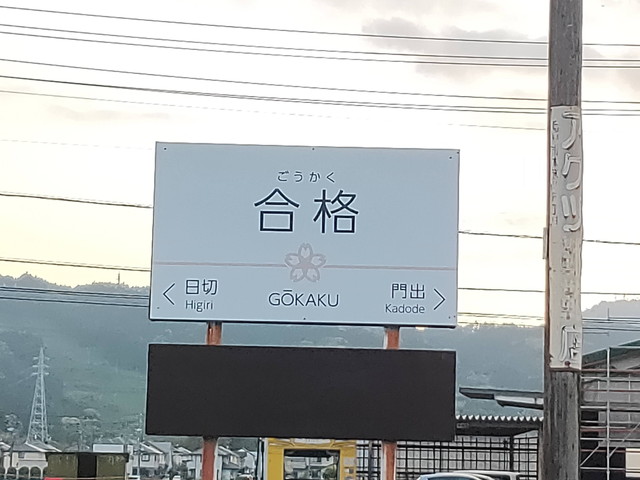 ごうかく
合格
< 日切
Higiri
GŌKAKU
門出 >
Kadode